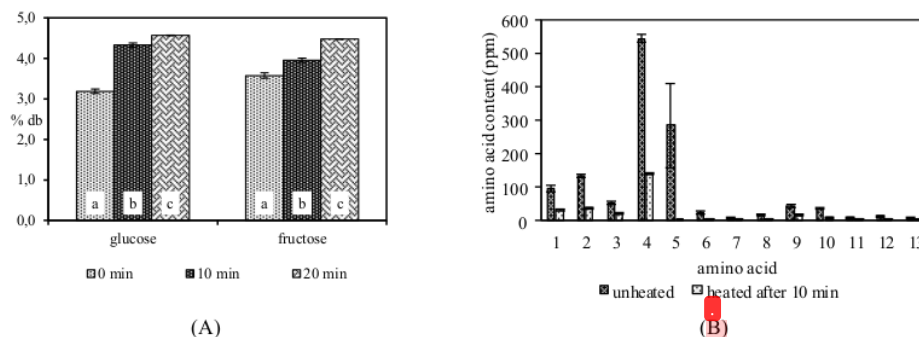 5,0
4,0
3,0
% db
2,0
1,0
0,0
a b c a b c
glucose fructose
0 min 10 min 20 min
(A)
600
500
400
300
200
100
0
amino acid content (ppm)
1 2 3 4 5 6 7 8 9 10 11 12 13
amino acid
unheated heated after 10 min
(B)